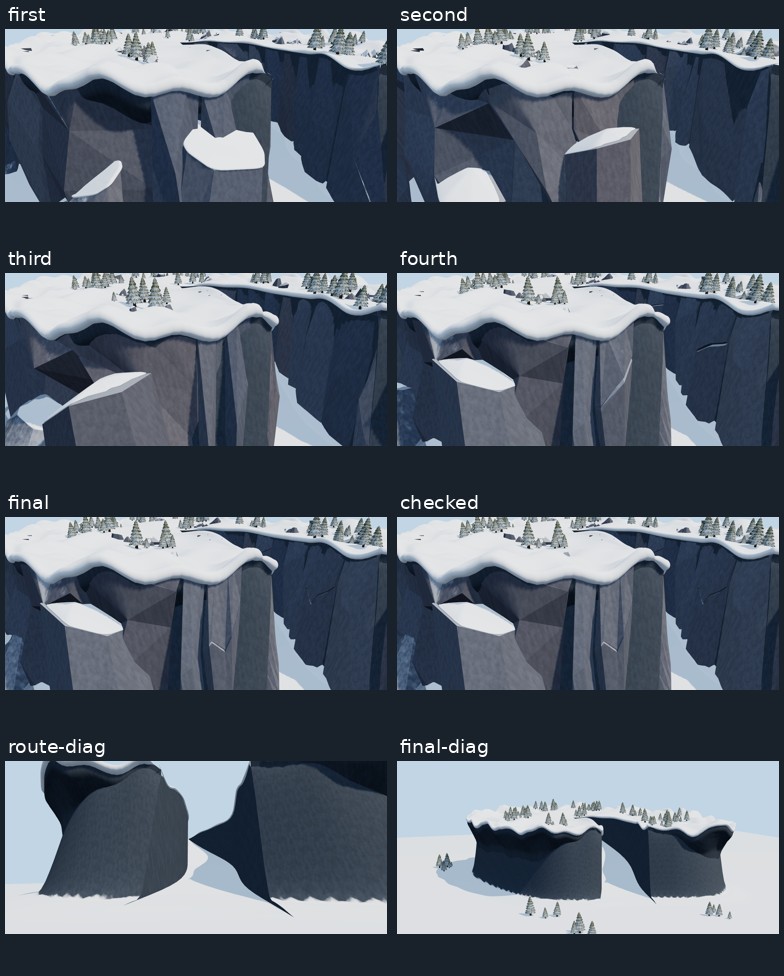 first
second
third
fourth
final
checked
route-diag
final-diag